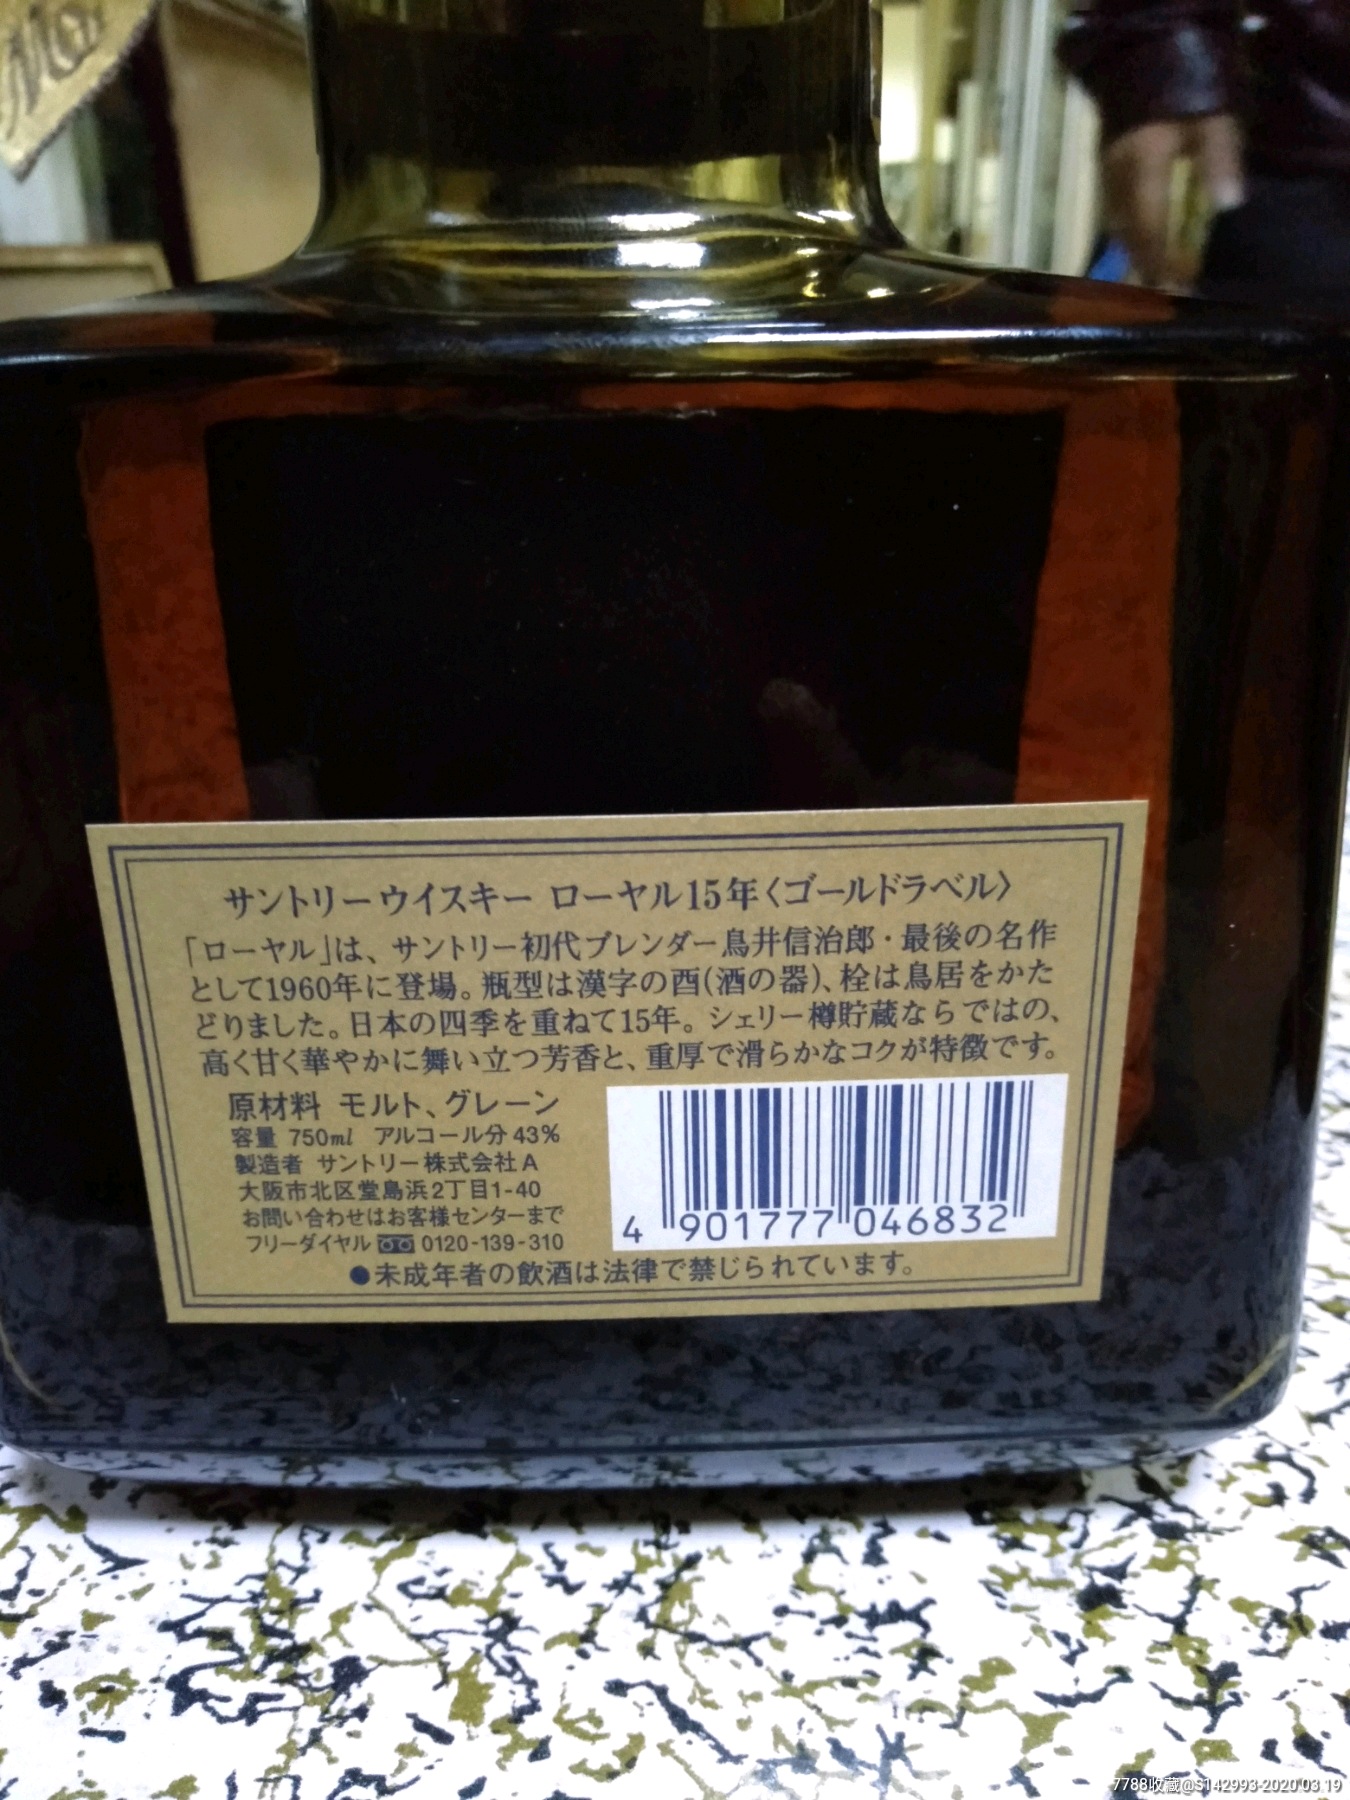 サントリーウイスキー ローヤル15年〈ゴールドラベル〉
「ローヤル」は、サントリー初代ブレンダー鳥井信治郎・最後の名作
として1960年に登場。瓶型は漢字の酉(酒の器)、栓は鳥居をかた
どりました。日本の四季を重ねて15年。シェリー樽貯蔵ならではの、
高く甘く華やかに舞い立つ芳香と、重厚で滑らかなコクが特徴です。
原材料 モルト、グレーン
容量 750ml アルコール分43%
製造者 サントリー株式会社A
大阪市北区堂島浜2丁目1-40
お問い合わせはお客様センターまで
フリーダイヤル 0120-139-310
4 901777 046832
●未成年者の飲酒は法律で禁じられています。
7788收藏@S142993-2020.03.19